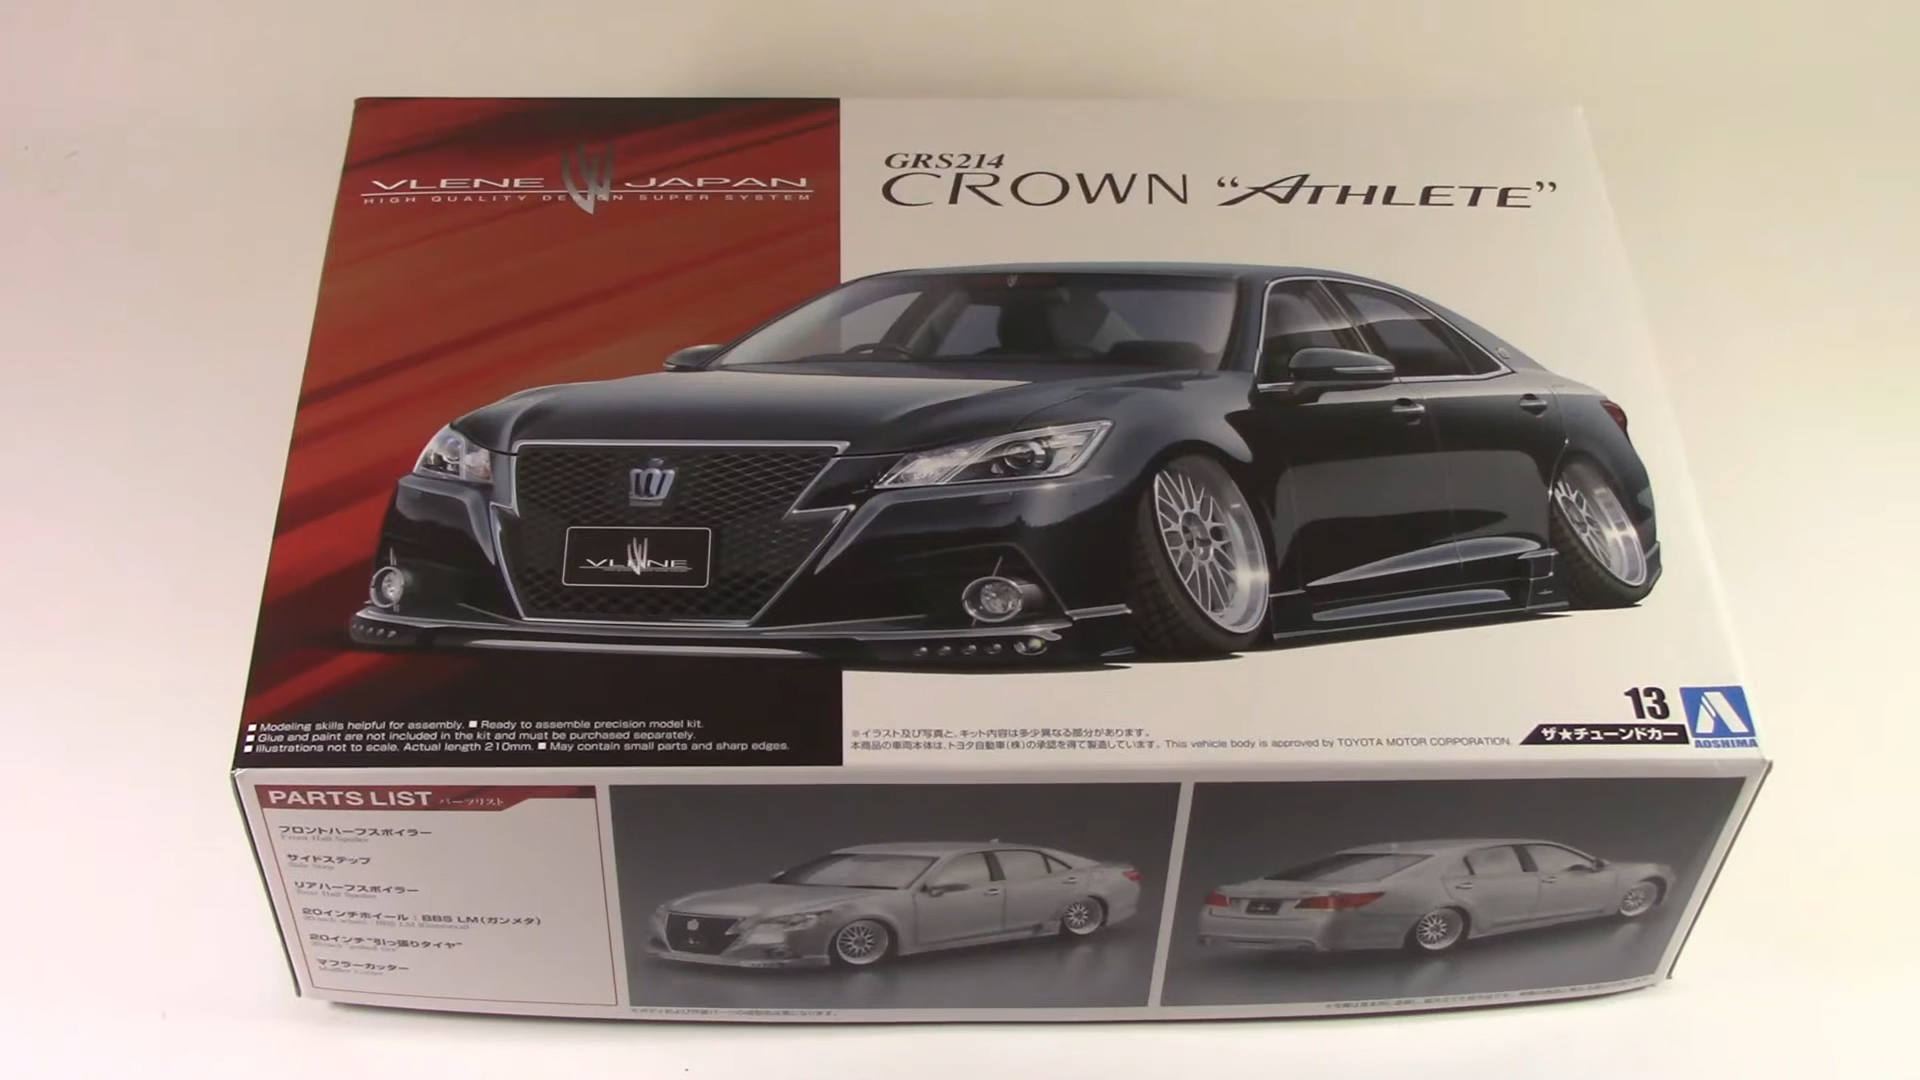 VLENE JAPAN
HIGH QUALITY DESIGN SUPER SYSTEM
GRS214
CROWN “ATHLETE”
VLENE
■ Modeling skills helpful for assembly. ■ Ready to assemble precision model kit.
■ Glue and paint are not included in the kit and must be purchased separately.
■ Illustrations not to scale. Actual length 210mm. ■ May contain small parts and sharp edges.
※イラスト及び写真と、キット内容は多少異なる部分があります。
本商品の車両本体は、トヨタ自動車(株)の承認を得て製造しています。 This vehicle body is approved by TOYOTA MOTOR CORPORATION.
13
ザ★チューンドカー
AOSHIMA
PARTS LIST パーツリスト
フロントハーフスポイラー
Front Half Spoiler
サイドステップ
Side Step
リアハーフスポイラー
Rear Half Spoiler
20インチホイール：BBS LM(ガンメタ)
20インチ"引っ張りタイヤ"
マフラーカッター
Muffler Cutter